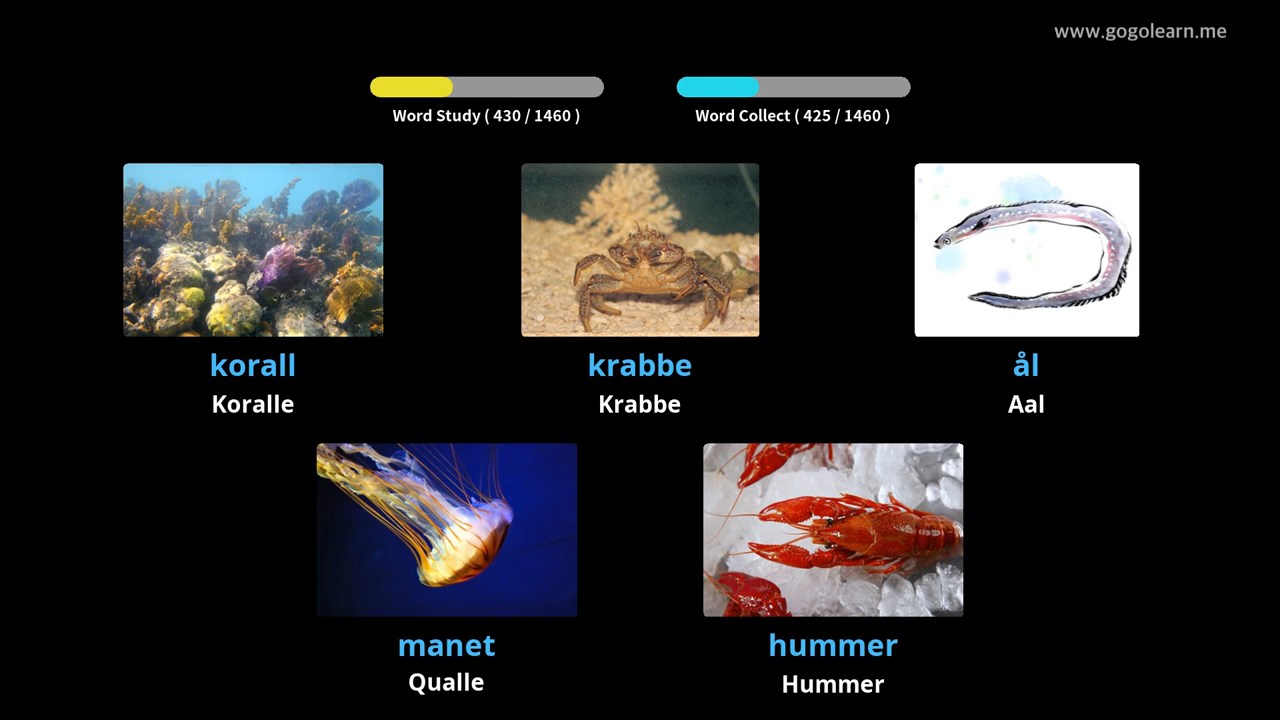 www.gogolearn.me
Word Study ( 430 / 1460 )
Word Collect ( 425 / 1460 )
korall
Koralle
krabbe
Krabbe
ål
Aal
manet
Qualle
hummer
Hummer